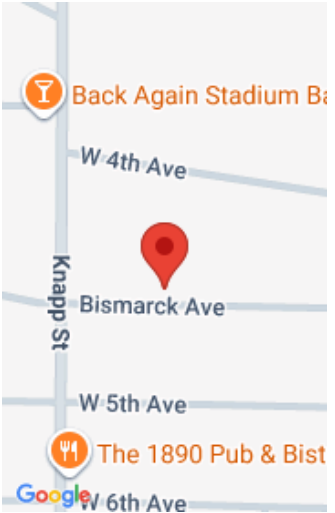 Back Again Stadium Ba
W 4th Ave
Knapp St
Bismarck Ave
W 5th Ave
The 1890 Pub & Bist
Google
W 6th Ave